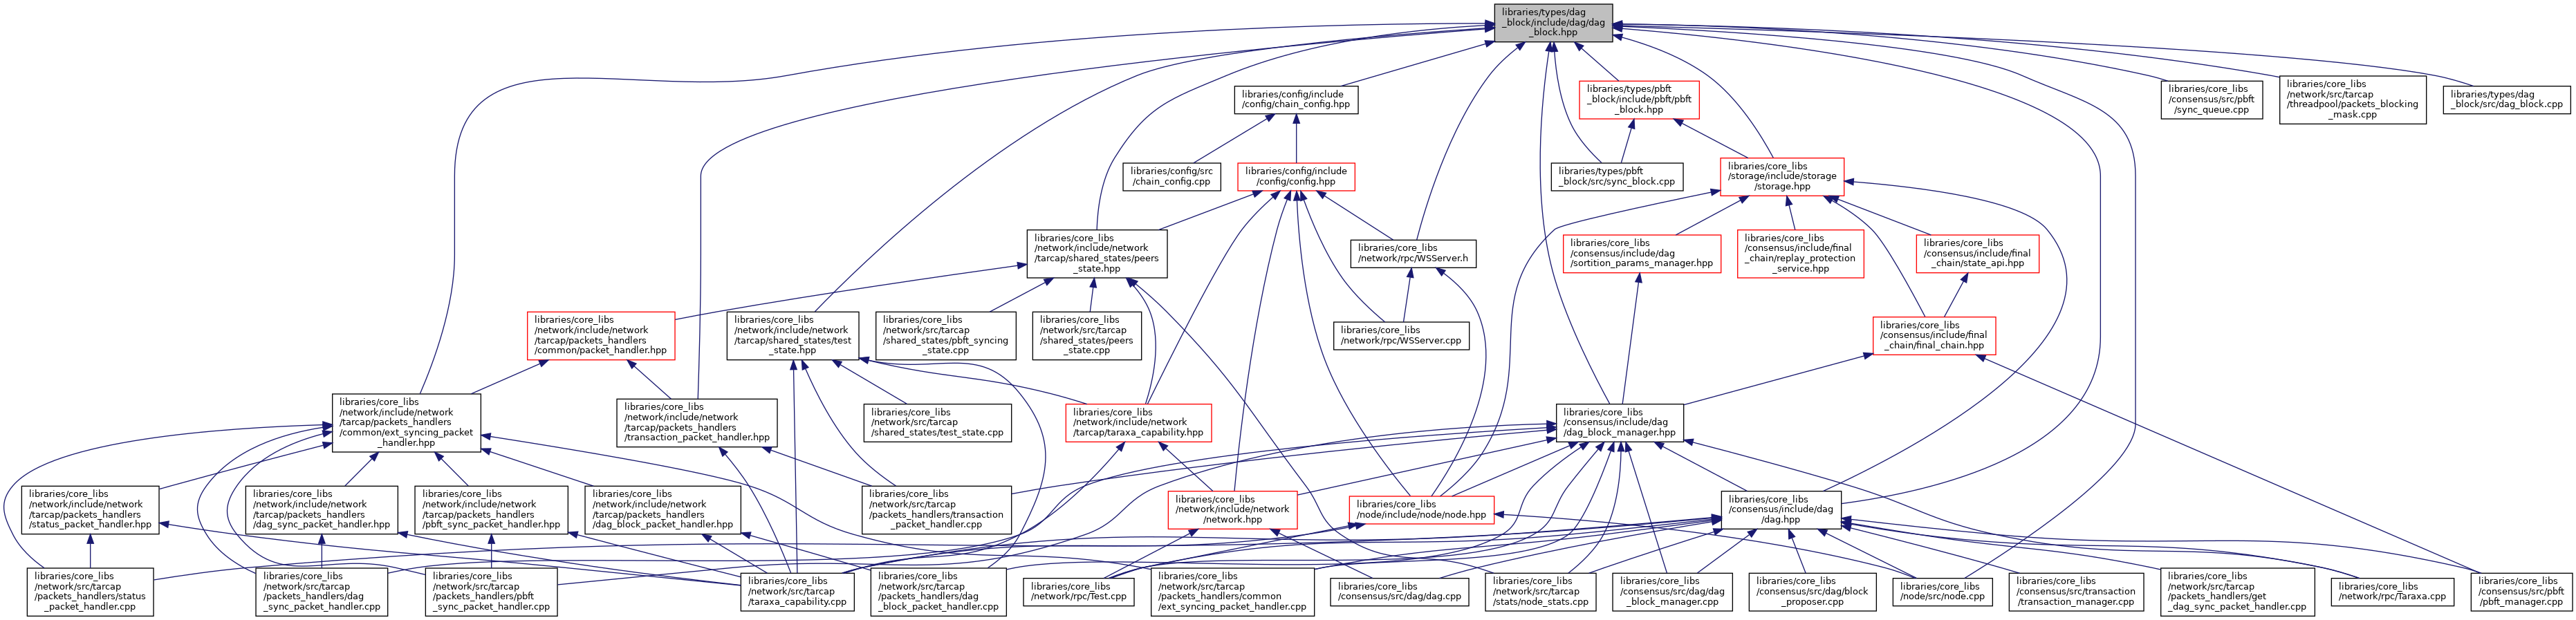 libraries/types/dag
_block/include/dag/dag
_block.hpp
libraries/config/include
/config/chain_config.hpp
libraries/types/pbft
_block/include/pbft/pbft
_block.hpp
libraries/core_libs
/consensus/src/pbft
/sync_queue.cpp
libraries/core_libs
/network/src/tarcap
/threadpool/packets_blocking
_mask.cpp
libraries/types/dag
_block/src/dag_block.cpp
libraries/config/src
/chain_config.cpp
libraries/config/include
/config/config.hpp
libraries/types/pbft
_block/src/sync_block.cpp
libraries/core_libs
/storage/include/storage
/storage.hpp
libraries/core_libs
/network/include/network
/tarcap/shared_states/peers
_state.hpp
libraries/core_libs
/network/rpc/WSServer.h
libraries/core_libs
/consensus/include/dag
/sortition_params_manager.hpp
libraries/core_libs
/consensus/include/final
_chain/replay_protection
_service.hpp
libraries/core_libs
/consensus/include/final
_chain/state_api.hpp
libraries/core_libs
/network/include/network
/tarcap/packets_handlers
/common/packet_handler.hpp
libraries/core_libs
/network/include/network
/tarcap/shared_states/test
_state.hpp
libraries/core_libs
/network/src/tarcap
/shared_states/pbft_syncing
_state.cpp
libraries/core_libs
/network/src/tarcap
/shared_states/peers
_state.cpp
libraries/core_libs
/network/rpc/WSServer.cpp
libraries/core_libs
/consensus/include/final
_chain/final_chain.hpp
libraries/core_libs
/network/include/network
/tarcap/packets_handlers
/common/ext_syncing_packet
_handler.hpp
libraries/core_libs
/network/include/network
/tarcap/packets_handlers
/transaction_packet_handler.hpp
libraries/core_libs
/network/src/tarcap
/shared_states/test_state.cpp
libraries/core_libs
/network/include/network
/tarcap/taraxa_capability.hpp
libraries/core_libs
/consensus/include/dag
/dag_block_manager.hpp
libraries/core_libs
/network/include/network
/tarcap/packets_handlers
/status_packet_handler.hpp
libraries/core_libs
/network/include/network
/tarcap/packets_handlers
/dag_sync_packet_handler.hpp
libraries/core_libs
/network/include/network
/tarcap/packets_handlers
/pbft_sync_packet_handler.hpp
libraries/core_libs
/network/include/network
/tarcap/packets_handlers
/dag_block_packet_handler.hpp
libraries/core_libs
/network/src/tarcap
/packets_handlers/transaction
_packet_handler.cpp
libraries/core_libs
/network/include/network
/network.hpp
libraries/core_libs
/node/include/node/node.hpp
libraries/core_libs
/consensus/include/dag
/dag.hpp
libraries/core_libs
/network/src/tarcap
/packets_handlers/status
_packet_handler.cpp
libraries/core_libs
/network/src/tarcap
/packets_handlers/dag
_sync_packet_handler.cpp
libraries/core_libs
/network/src/tarcap
/packets_handlers/pbft
_sync_packet_handler.cpp
libraries/core_libs
/network/src/tarcap
/taraxa_capability.cpp
libraries/core_libs
/network/src/tarcap
/packets_handlers/dag
_block_packet_handler.cpp
libraries/core_libs
/network/rpc/Test.cpp
libraries/core_libs
/network/src/tarcap
/packets_handlers/common
/ext_syncing_packet_handler.cpp
libraries/core_libs
/consensus/src/dag/dag.cpp
libraries/core_libs
/network/src/tarcap
/stats/node_stats.cpp
libraries/core_libs
/consensus/src/dag/dag
_block_manager.cpp
libraries/core_libs
/consensus/src/dag/block
_proposer.cpp
libraries/core_libs
/node/src/node.cpp
libraries/core_libs
/consensus/src/transaction
/transaction_manager.cpp
libraries/core_libs
/network/src/tarcap
/packets_handlers/get
_dag_sync_packet_handler.cpp
libraries/core_libs
/network/rpc/Taraxa.cpp
libraries/core_libs
/consensus/src/pbft
/pbft_manager.cpp